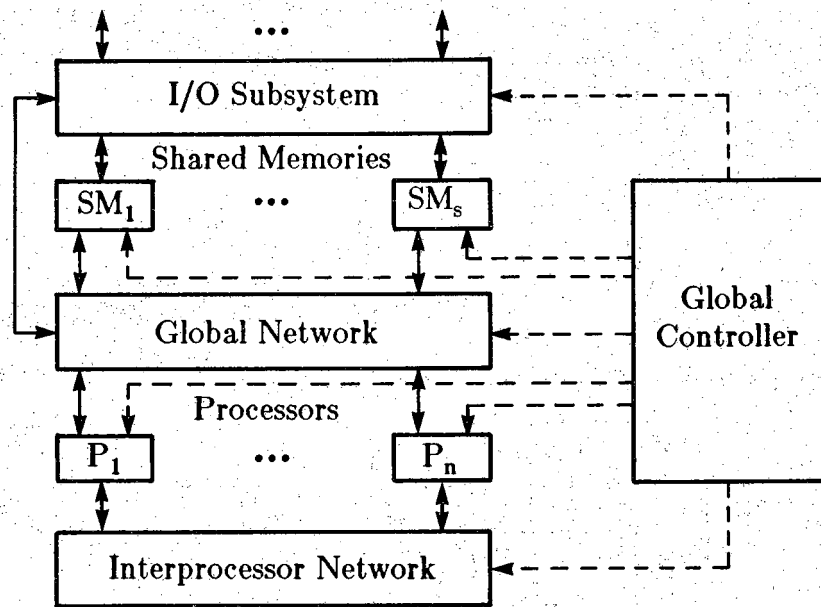 ...
I/O Subsystem
Shared Memories
SM₁ ... SMₛ
Global Network
Global
Controller
Processors
P₁ ... Pₙ
Interprocessor Network